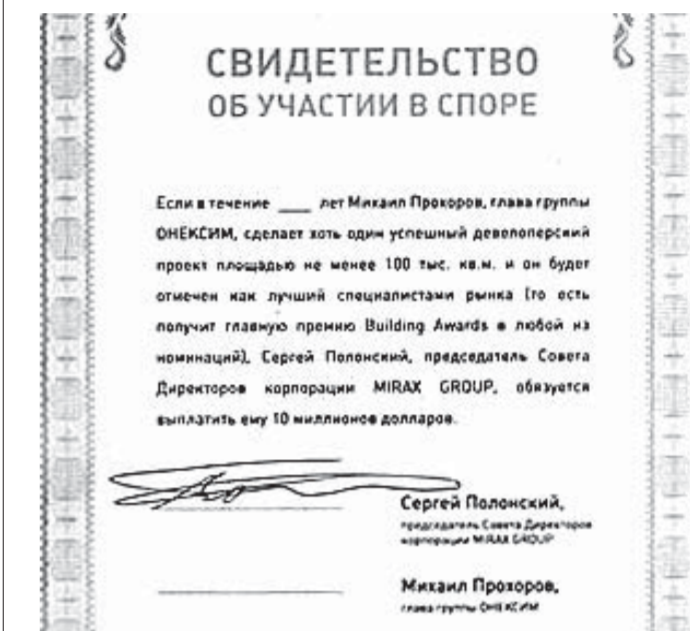 СВИДЕТЕЛЬСТВО
ОБ УЧАСТИИ В СПОРЕ
Если в течение ____ лет Михаил Прохоров, глава группы
ОНЕКСИМ, сделает хоть один успешный девелоперский
проект площадью не менее 100 тыс. кв.м. и он будет
отмечен как лучший специалистами рынка (то есть
получит главную премию Building Awards в любой из
номинаций), Сергей Полонский, председатель Совета
Директоров корпорации MIRAX GROUP, обязуется
выплатить ему 10 миллионов долларов.
Сергей Полонский,
председатель Совета Директоров
корпорации MIRAX GROUP
Михаил Прохоров,
глава группы ОНЕКСИМ